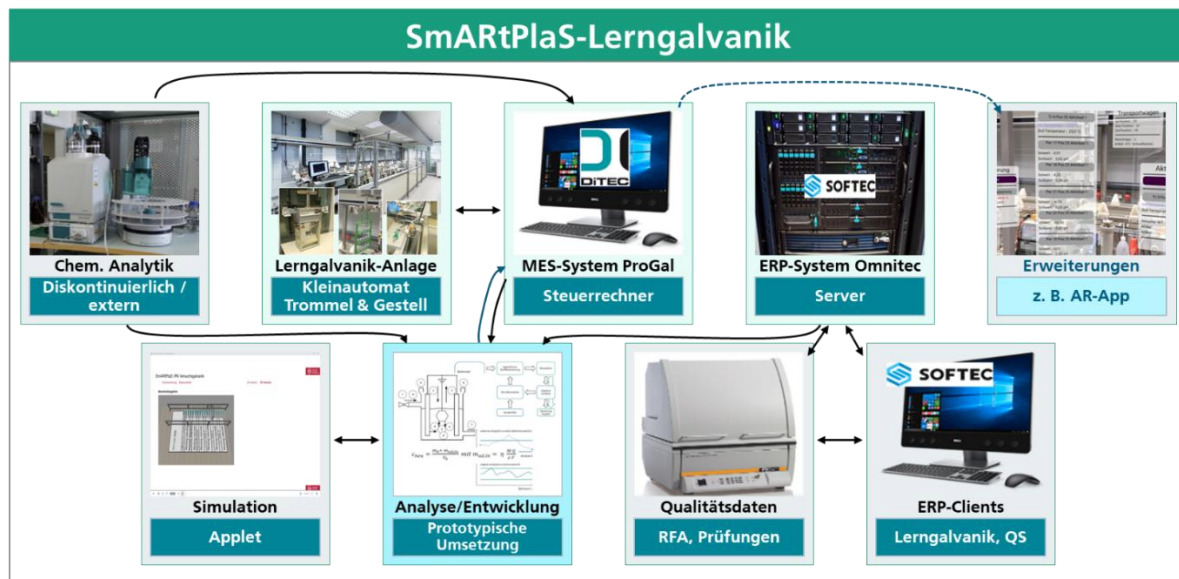 SmARtPlaS-Lerngalvanik
Chem. Analytik
Diskontinuierlich /
extern
Lerngalvanik-Anlage
Kleinautomat
Trommel & Gestell
DiTEC
MES-System ProGal
Steuerrechner
SOFTEC
ERP-System Omnitec
Server
Transportwagen
Erweiterungen
z. B. AR-App
Simulation
Applet
Analyse/Entwicklung
Prototypische
Umsetzung
Qualitätsdaten
RFA, Prüfungen
SOFTEC
ERP-Clients
Lerngalvanik, QS